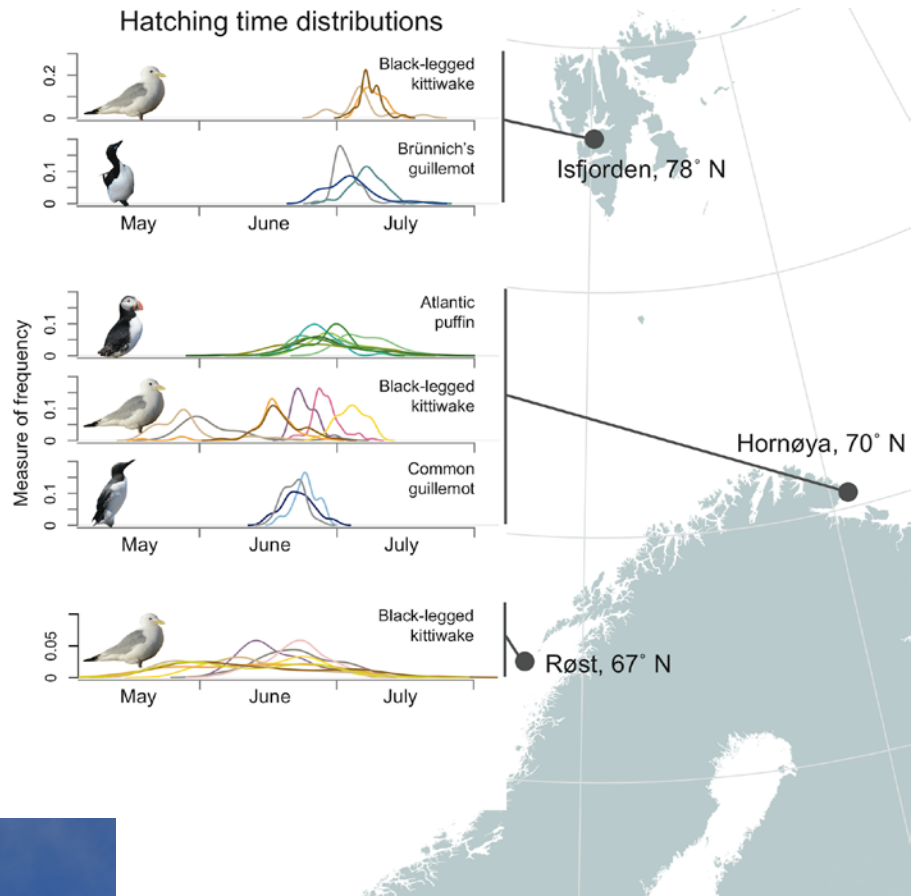 Hatching time distributions
Black-legged
kittiwake
0.2
0
Brünnich's
guillemot
0.1
0
May June July
Isfjorden, 78° N
Measure of frequency
Atlantic
puffin
0.1
0
Black-legged
kittiwake
0.1
0
Common
guillemot
0.1
0
May June July
Hornøya, 70° N
Black-legged
kittiwake
0.05
0
May June July
Røst, 67° N